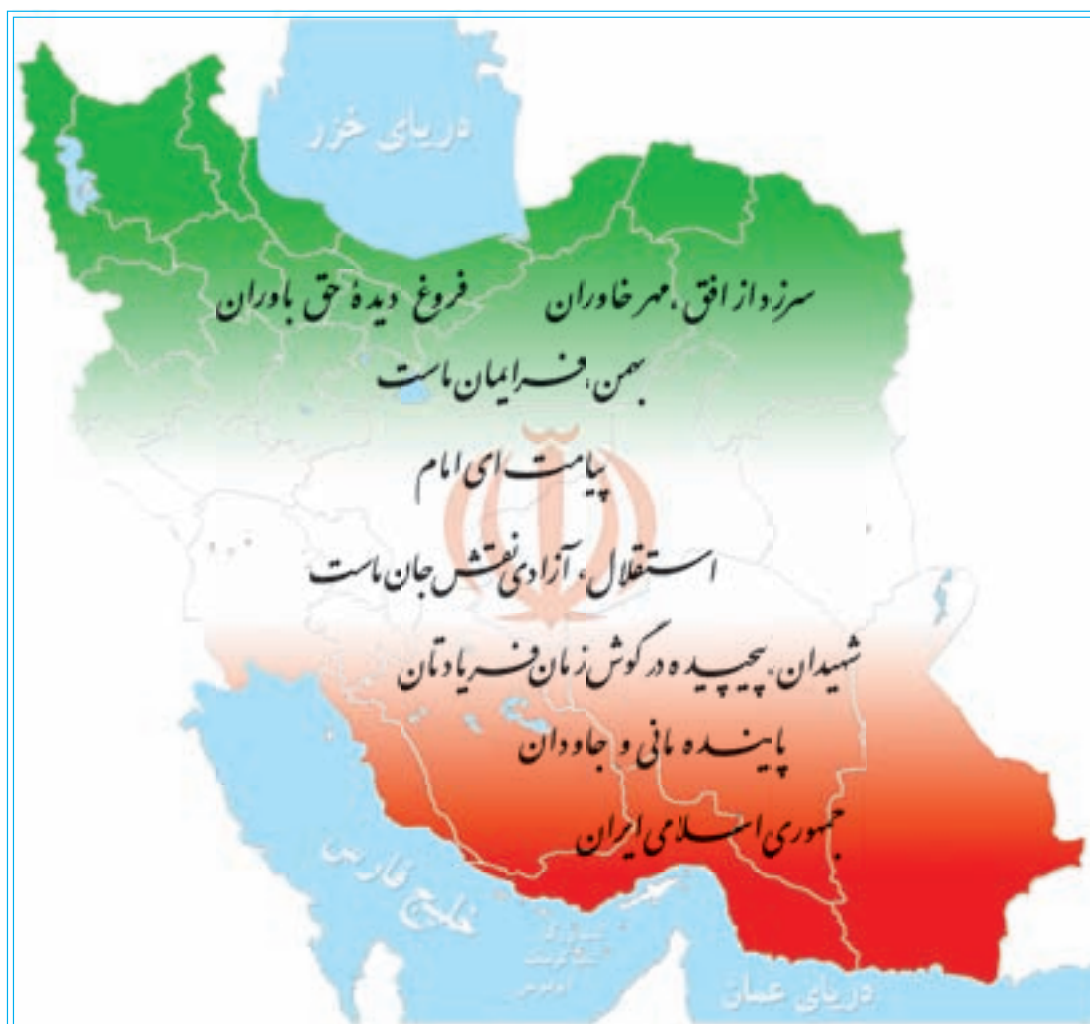 دریای خزر
سرزد از افق، مهر خاوران فروغ دیدهٔ حق باوران
بهمن، فر ایمان ماست
پیامت ای امام
استقلال، آزادی نقش جان ماست
شهیدان، پیچیده در گوش زمان فریادتان
پاینده مانی و جاودان
جمهوری اسلامی ایران
خلیج فارس
دریای عمان